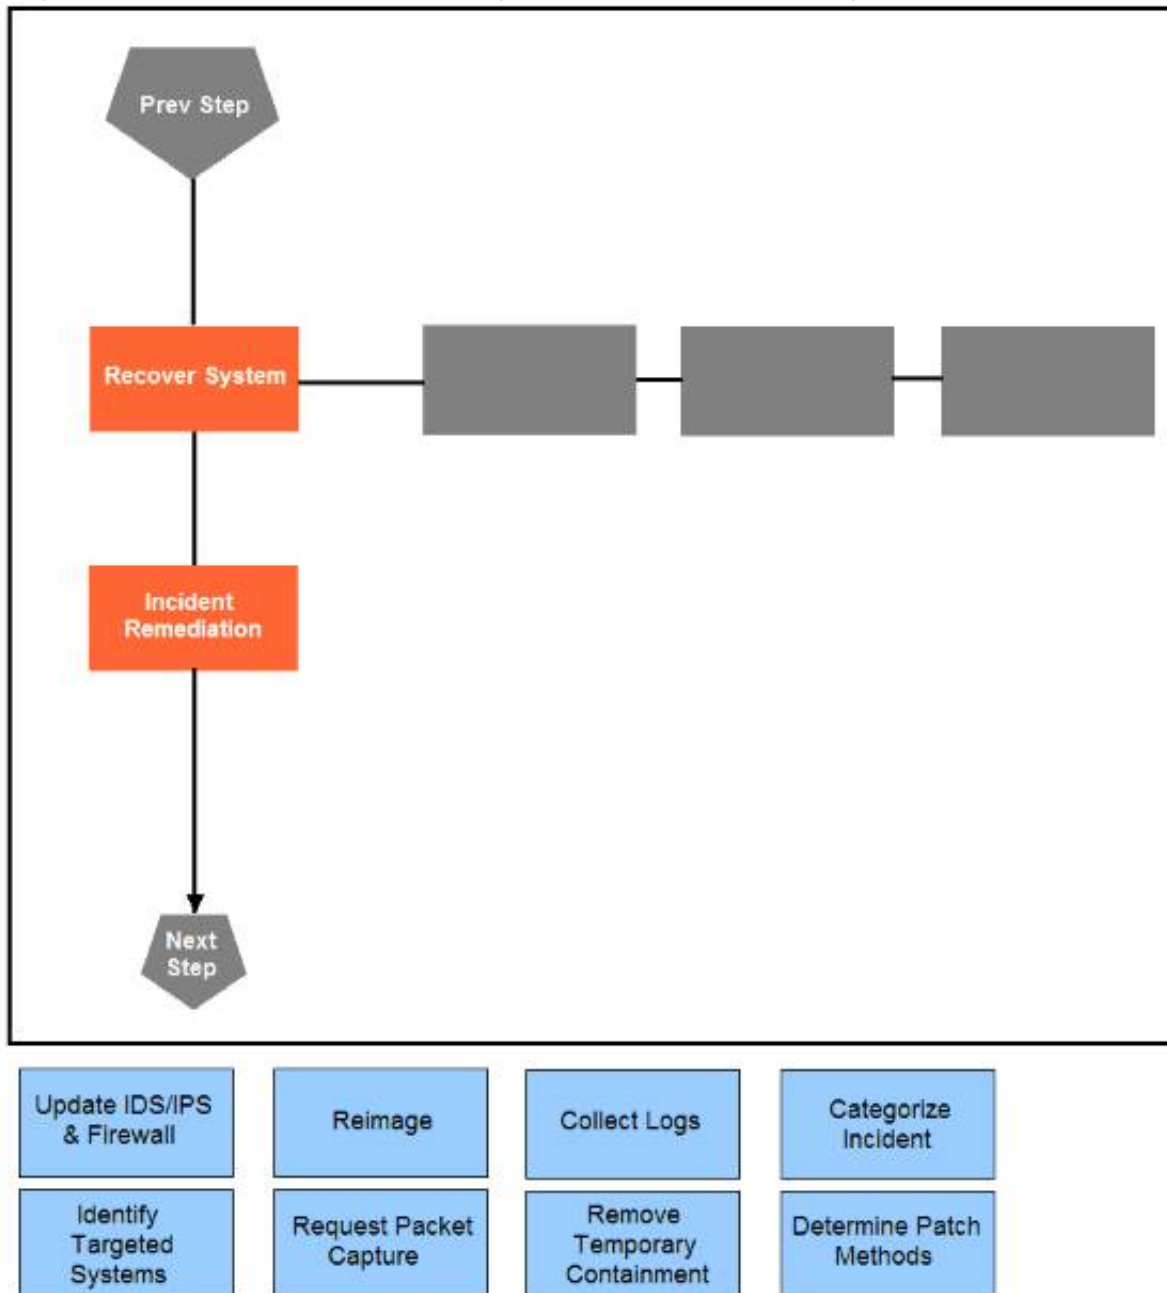 Prev Step
Recover System
Incident
Remediation
Next
Step
Update IDS/IPS
& Firewall
Reimage
Collect Logs
Categorize
Incident
Identify
Targeted
Systems
Request Packet
Capture
Remove
Temporary
Containment
Determine Patch
Methods